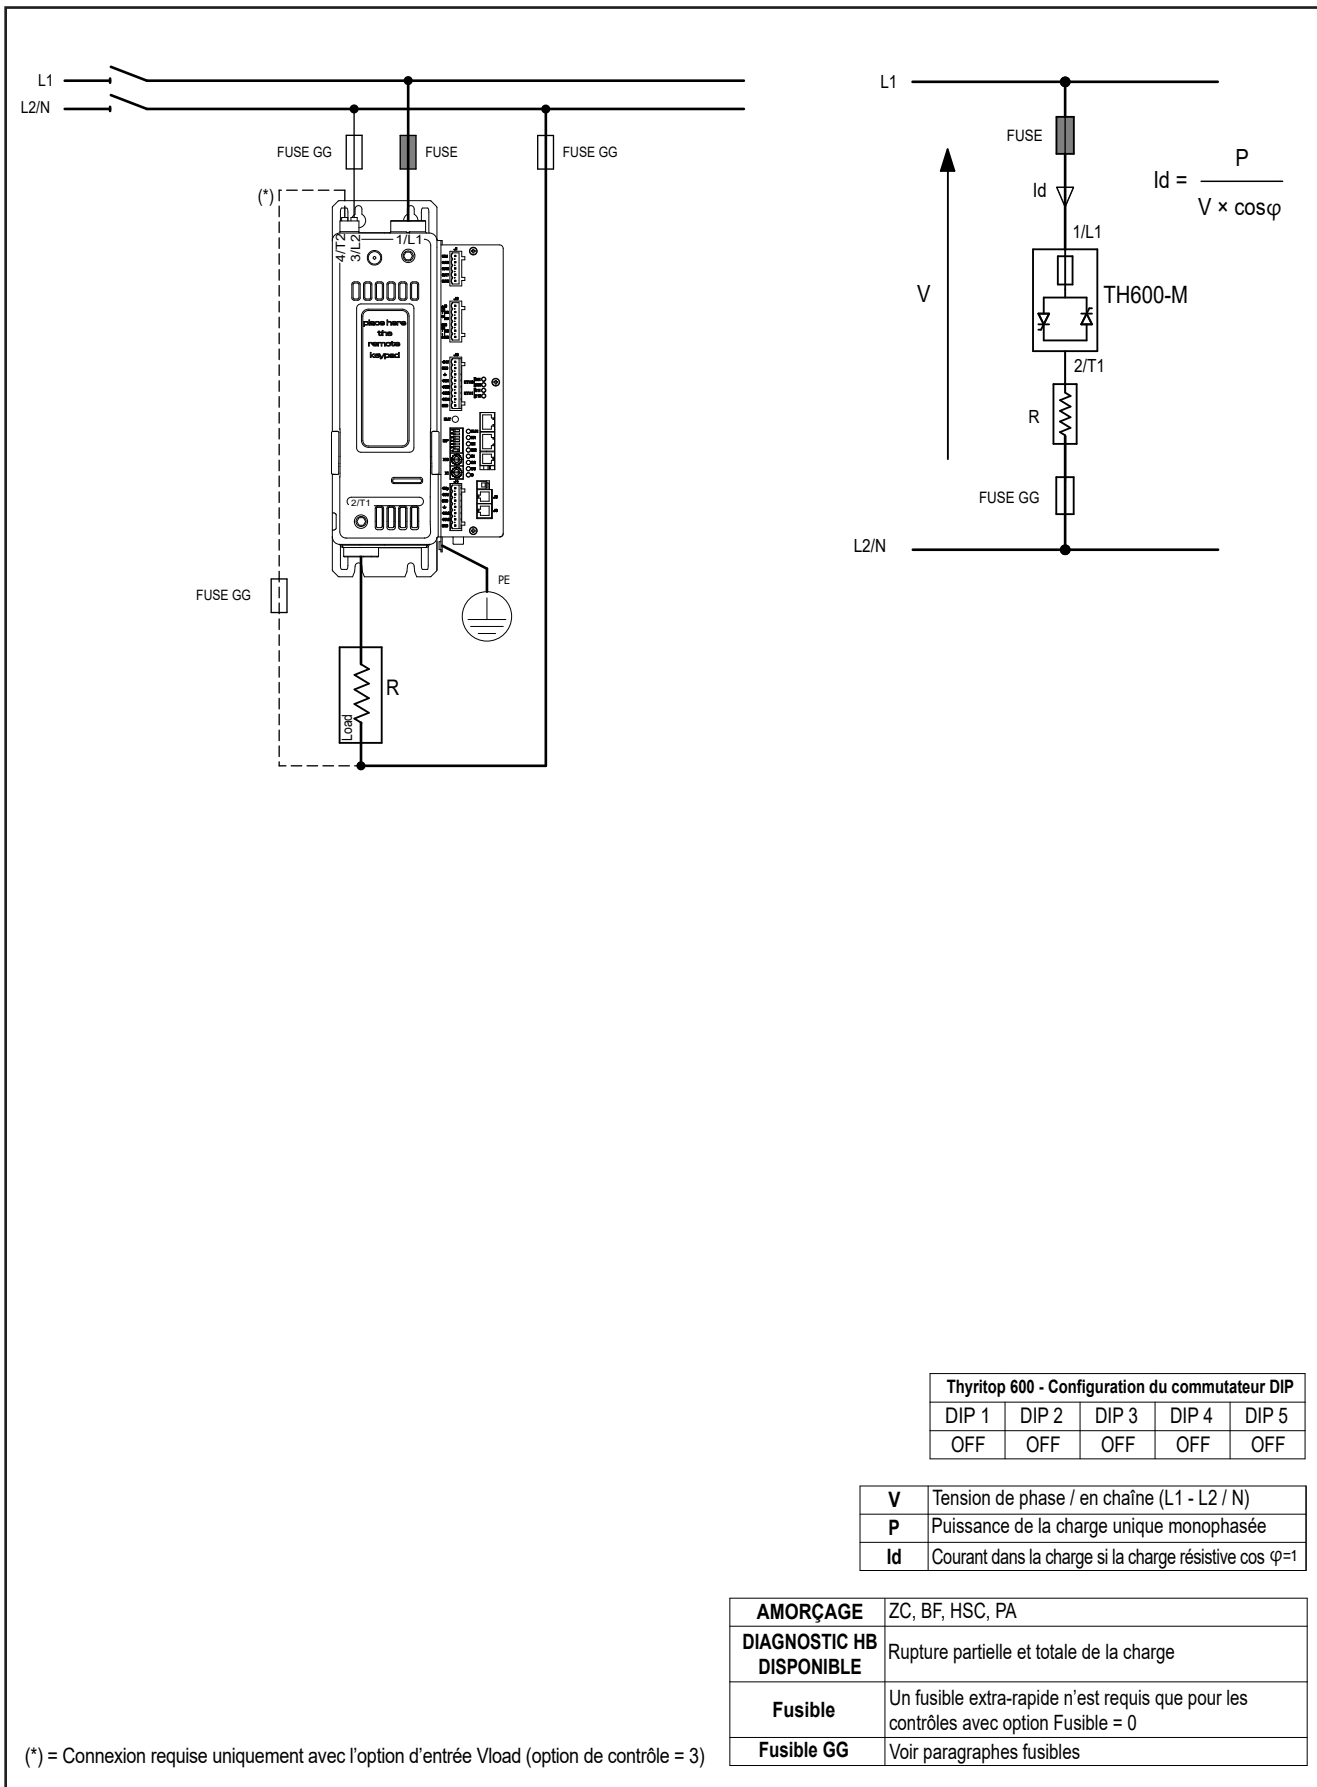 L1
L2/N
FUSE GG
FUSE
FUSE GG
(*)
4/T2
3/L2
1/L1
place here
the
remote
keypad
2/T1
PE
FUSE GG
R
Load
L1
FUSE
Id
Id = P / V × cosφ
1/L1
V
TH600-M
2/T1
R
FUSE GG
L2/N
Thyritop 600 - Configuration du commutateur DIP
DIP 1 DIP 2 DIP 3 DIP 4 DIP 5
OFF OFF OFF OFF OFF
V Tension de phase / en chaîne (L1 - L2 / N)
P Puissance de la charge unique monophasée
Id Courant dans la charge si la charge résistive cos φ=1
AMORÇAGE ZC, BF, HSC, PA
DIAGNOSTIC HB
DISPONIBLE
Rupture partielle et totale de la charge
Fusible
Un fusible extra-rapide n’est requis que pour les
contrôles avec option Fusible = 0
Fusible GG Voir paragraphes fusibles
(*) = Connexion requise uniquement avec l’option d’entrée Vload (option de contrôle = 3)